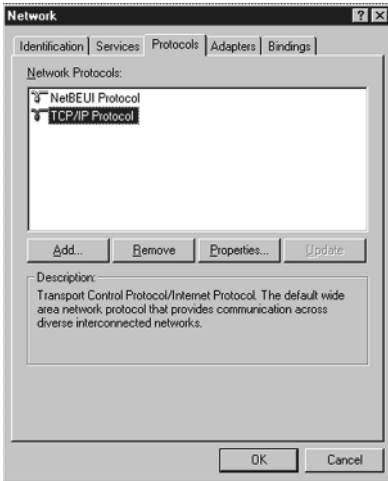 Network
Identification Services Protocols Adapters Bindings
Network Protocols:
NetBEUI Protocol
TCP/IP Protocol
Add... Remove Properties... Update
Description:
Transport Control Protocol/Internet Protocol. The default wide
area network protocol that provides communication across
diverse interconnected networks.
OK Cancel